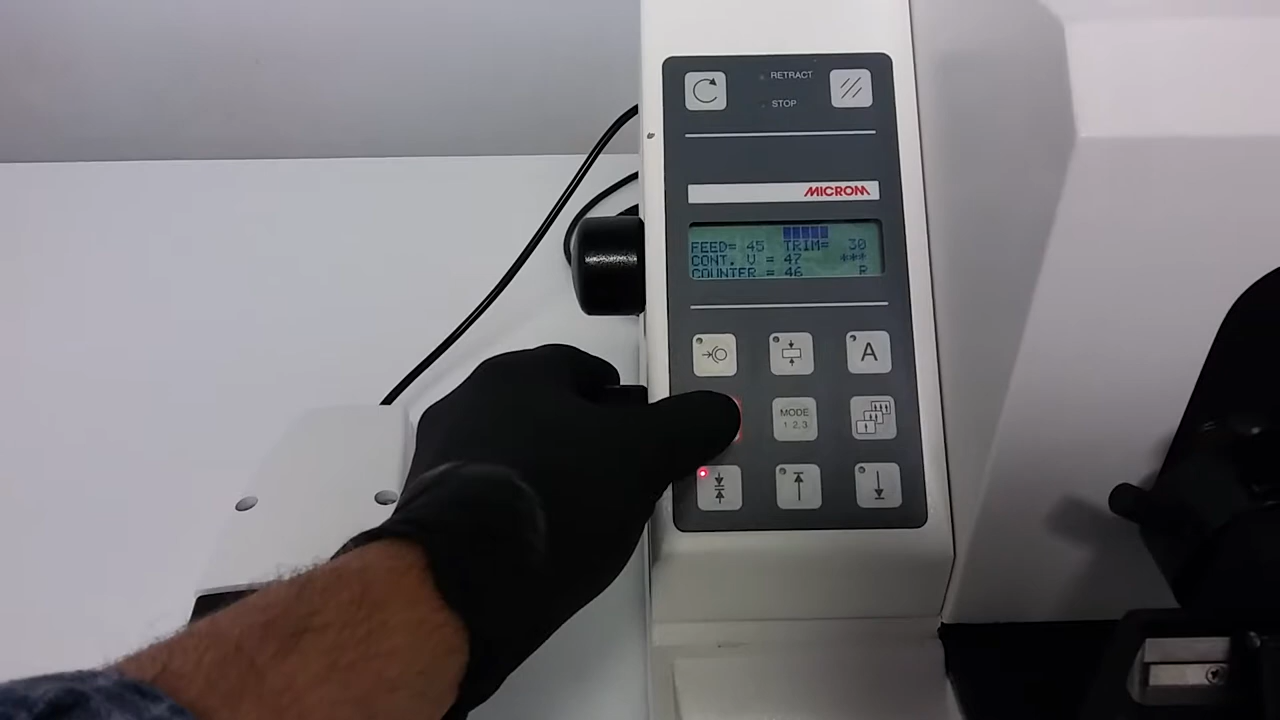 RETRACT
STOP
MICROM
FEED= 45 TRIM= 30
CONT. V = 47 ***
COUNTER = 46 R
A
MODE
1 2, 3